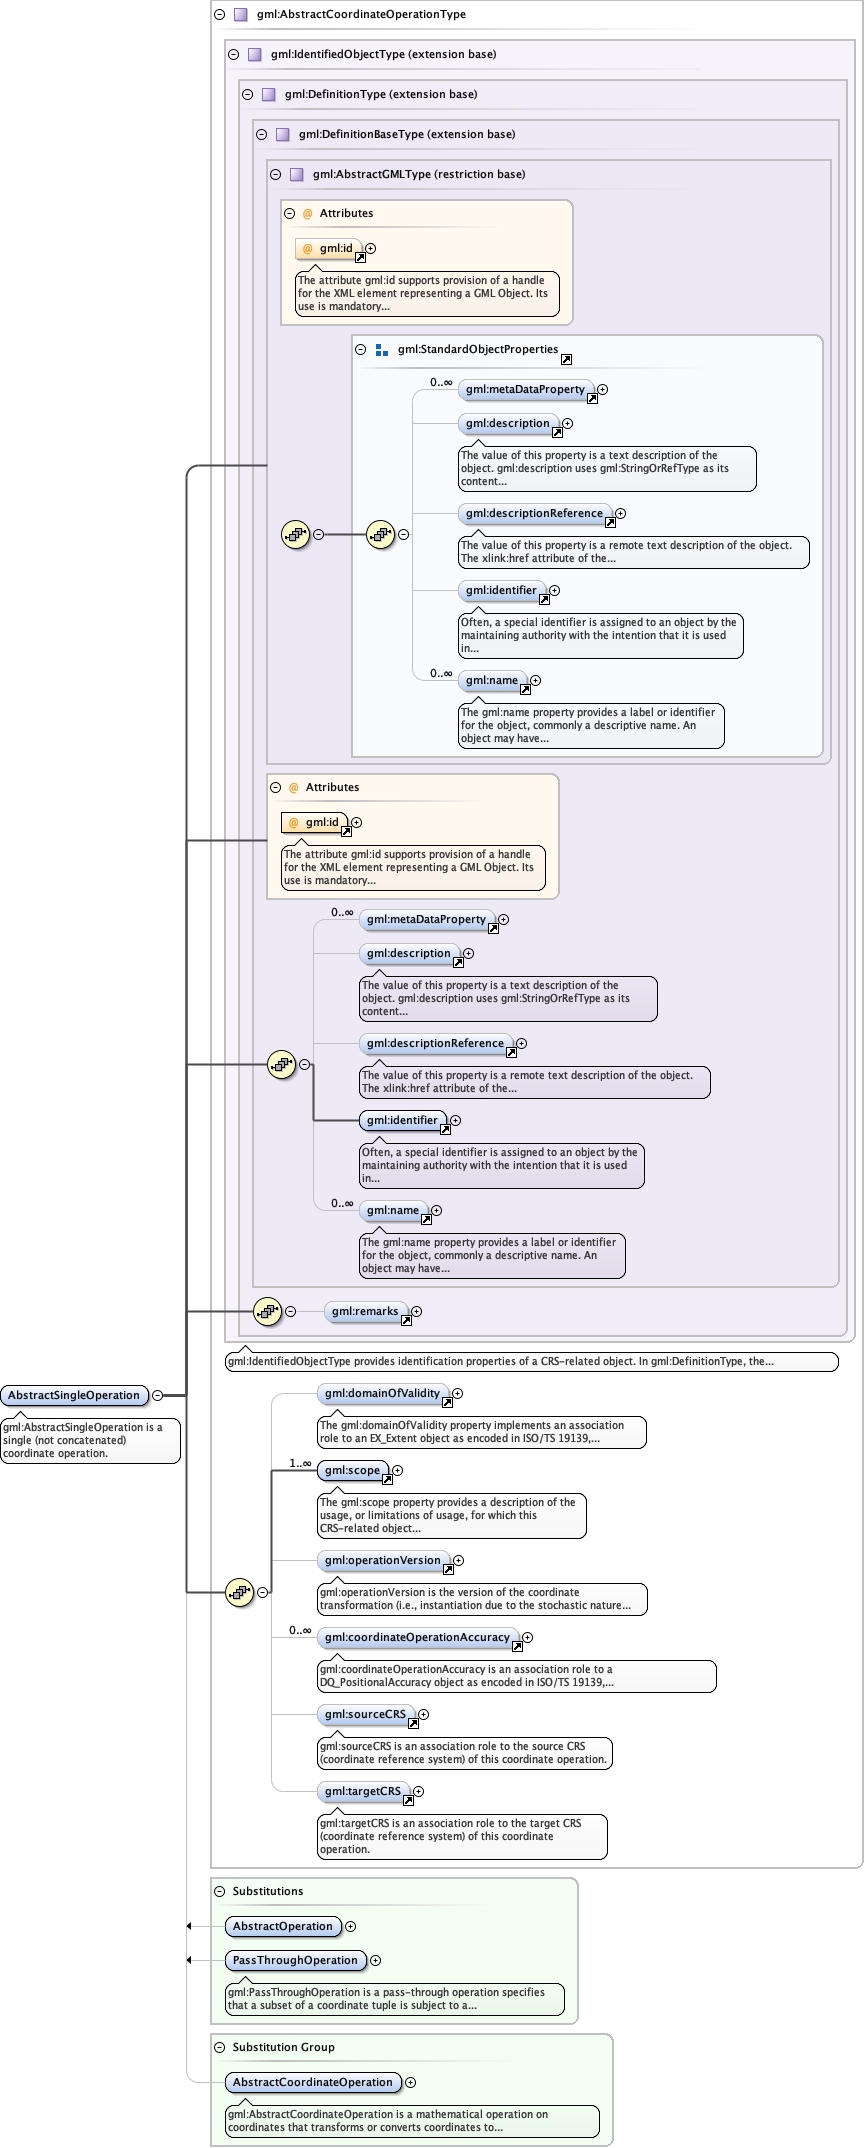 gml:AbstractCoordinateOperationType
gml:IdentifiedObjectType (extension base)
gml:DefinitionType (extension base)
gml:DefinitionBaseType (extension base)
gml:AbstractGMLType (restriction base)
@ Attributes
@ gml:id
The attribute gml:id supports provision of a handle
for the XML element representing a GML Object. Its
use is mandatory...
gml:StandardObjectProperties
0..∞
gml:metaDataProperty
gml:description
The value of this property is a text description of the
object. gml:description uses gml:StringOrRefType as its
content...
gml:descriptionReference
The value of this property is a remote text description of the object.
The xlink:href attribute of the...
gml:identifier
Often, a special identifier is assigned to an object by the
maintaining authority with the intention that it is used
in...
0..∞
gml:name
The gml:name property provides a label or identifier
for the object, commonly a descriptive name. An
object may have...
@ Attributes
@ gml:id
The attribute gml:id supports provision of a handle
for the XML element representing a GML Object. Its
use is mandatory...
0..∞
gml:metaDataProperty
gml:description
The value of this property is a text description of the
object. gml:description uses gml:StringOrRefType as its
content...
gml:descriptionReference
The value of this property is a remote text description of the object.
The xlink:href attribute of the...
gml:identifier
Often, a special identifier is assigned to an object by the
maintaining authority with the intention that it is used
in...
0..∞
gml:name
The gml:name property provides a label or identifier
for the object, commonly a descriptive name. An
object may have...
gml:remarks
gml:IdentifiedObjectType provides identification properties of a CRS-related object. In gml:DefinitionType, the...
AbstractSingleOperation
gml:AbstractSingleOperation is a
single (not concatenated)
coordinate operation.
gml:domainOfValidity
The gml:domainOfValidity property implements an association
role to an EX_Extent object as encoded in ISO/TS 19139,...
1..∞
gml:scope
The gml:scope property provides a description of the
usage, or limitations of usage, for which this
CRS-related object...
gml:operationVersion
gml:operationVersion is the version of the coordinate
transformation (i.e., instantiation due to the stochastic nature...
0..∞
gml:coordinateOperationAccuracy
gml:coordinateOperationAccuracy is an association role to a
DQ_PositionalAccuracy object as encoded in ISO/TS 19139,...
gml:sourceCRS
gml:sourceCRS is an association role to the source CRS
(coordinate reference system) of this coordinate operation.
gml:targetCRS
gml:targetCRS is an association role to the target CRS
(coordinate reference system) of this coordinate
operation.
Substitutions
AbstractOperation
PassThroughOperation
gml:PassThroughOperation is a pass-through operation specifies
that a subset of a coordinate tuple is subject to a...
Substitution Group
AbstractCoordinateOperation
gml:AbstractCoordinateOperation is a mathematical operation on
coordinates that transforms or converts coordinates to...